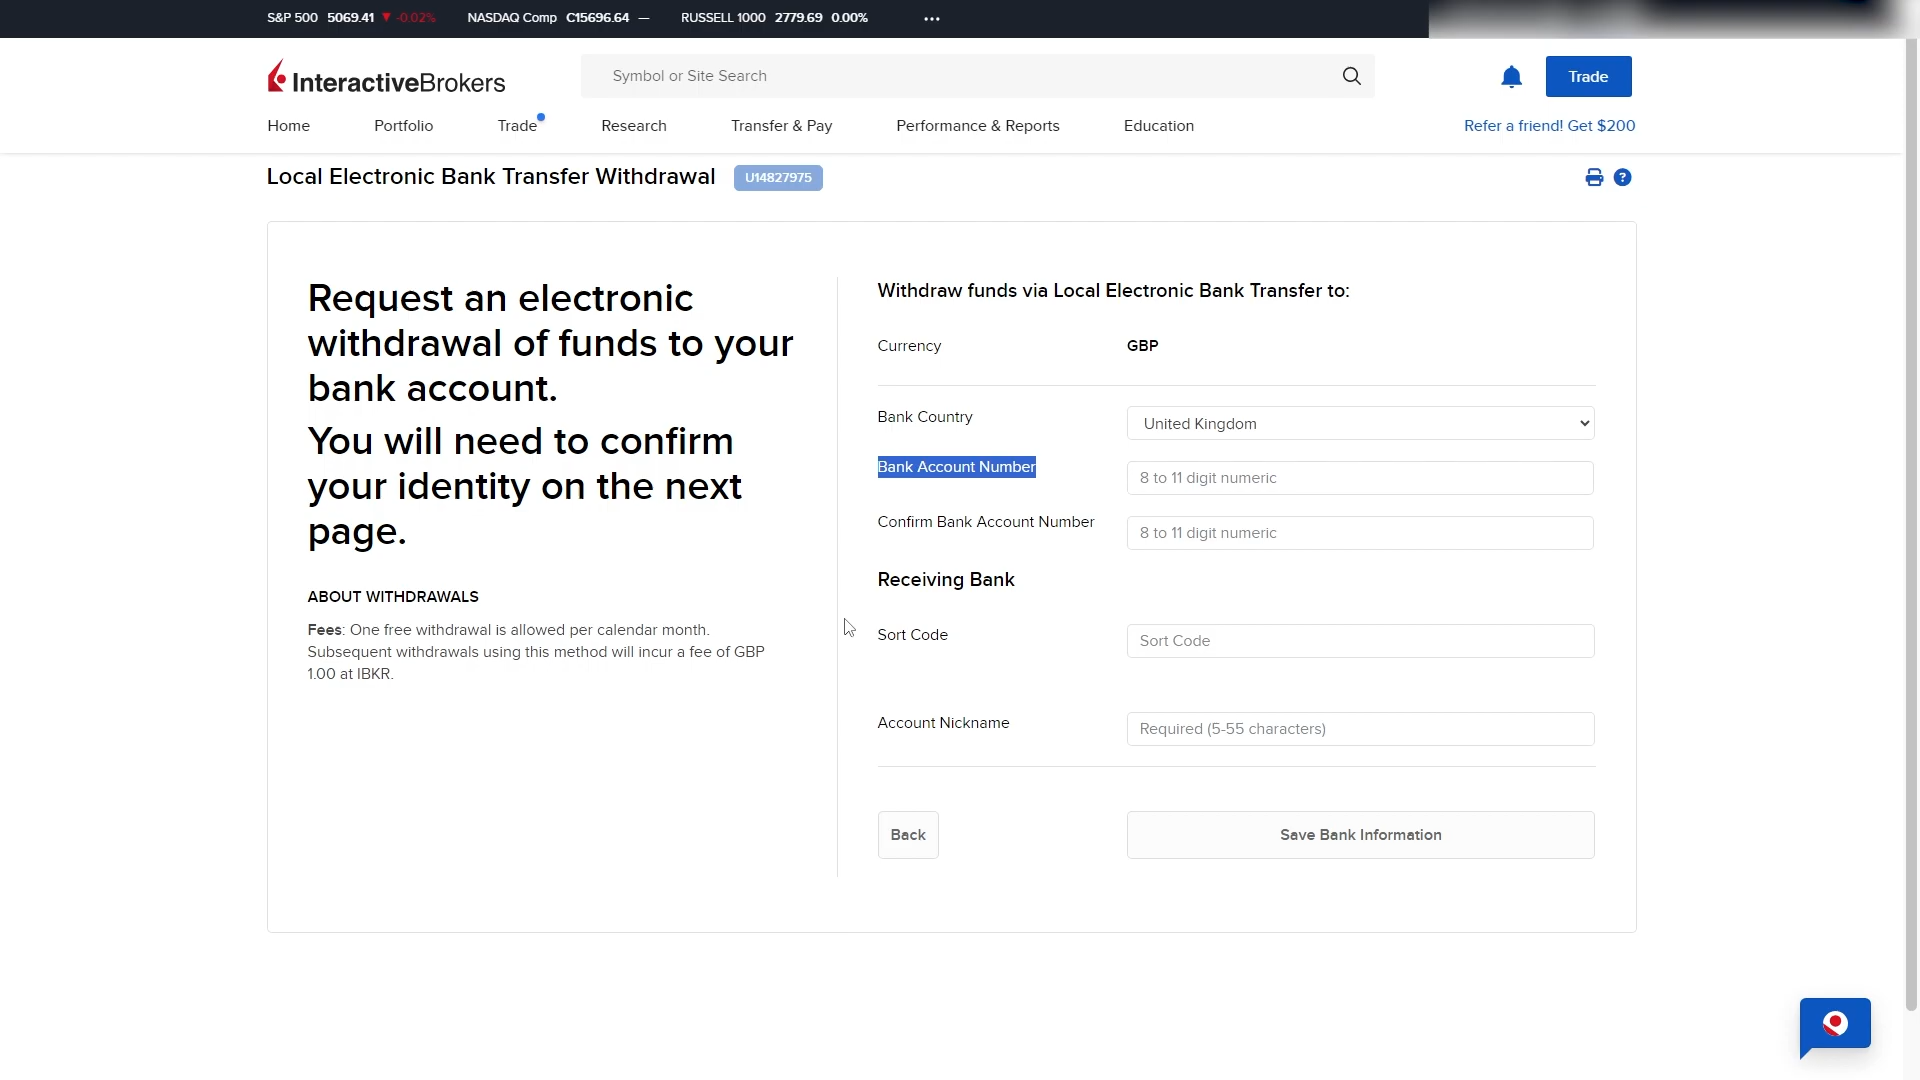 S&P 500 5069.41 ▼ -0.02% NASDAQ Comp C15696.64 — RUSSELL 1000 2779.69 0.00% •••
InteractiveBrokers
Symbol or Site Search
Trade
Home Portfolio Trade Research Transfer & Pay Performance & Reports Education Refer a friend! Get $200
Local Electronic Bank Transfer Withdrawal U14827975
?
Request an electronic
withdrawal of funds to your
bank account.
You will need to confirm
your identity on the next
page.
ABOUT WITHDRAWALS
Fees: One free withdrawal is allowed per calendar month.
Subsequent withdrawals using this method will incur a fee of GBP
1.00 at IBKR.
Withdraw funds via Local Electronic Bank Transfer to:
Currency GBP
Bank Country United Kingdom
Bank Account Number 8 to 11 digit numeric
Confirm Bank Account Number 8 to 11 digit numeric
Receiving Bank
Sort Code Sort Code
Account Nickname Required (5-55 characters)
Back Save Bank Information